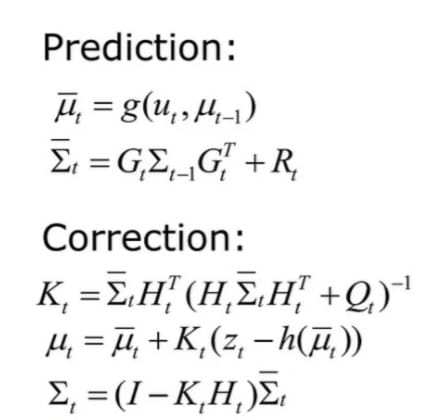 Prediction:
μ̅ₜ = g(uₜ, μₜ₋₁)
Σ̅ₜ = GₜΣₜ₋₁Gₜᵀ + Rₜ
Correction:
Kₜ = Σ̅ₜHₜᵀ(HₜΣ̅ₜHₜᵀ + Qₜ)⁻¹
μₜ = μ̅ₜ + Kₜ(zₜ − h(μ̅ₜ))
Σₜ = (I − KₜHₜ)Σ̅ₜ